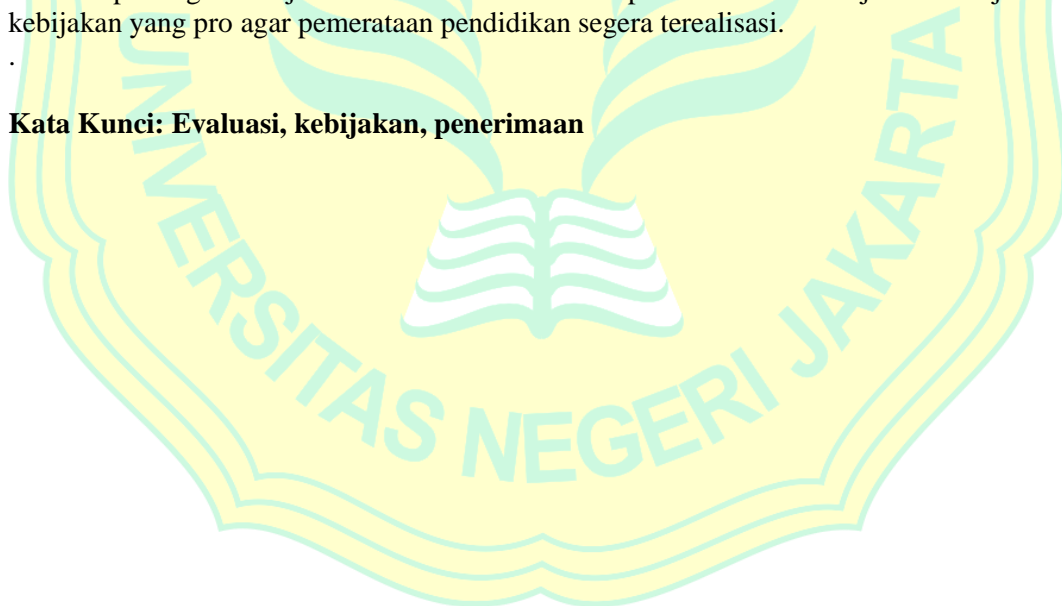 kebijakan yang pro agar pemerataan pendidikan segera terealisasi.
.
Kata Kunci: Evaluasi, kebijakan, penerimaan
UNIVERSITAS NEGERI JAKARTA